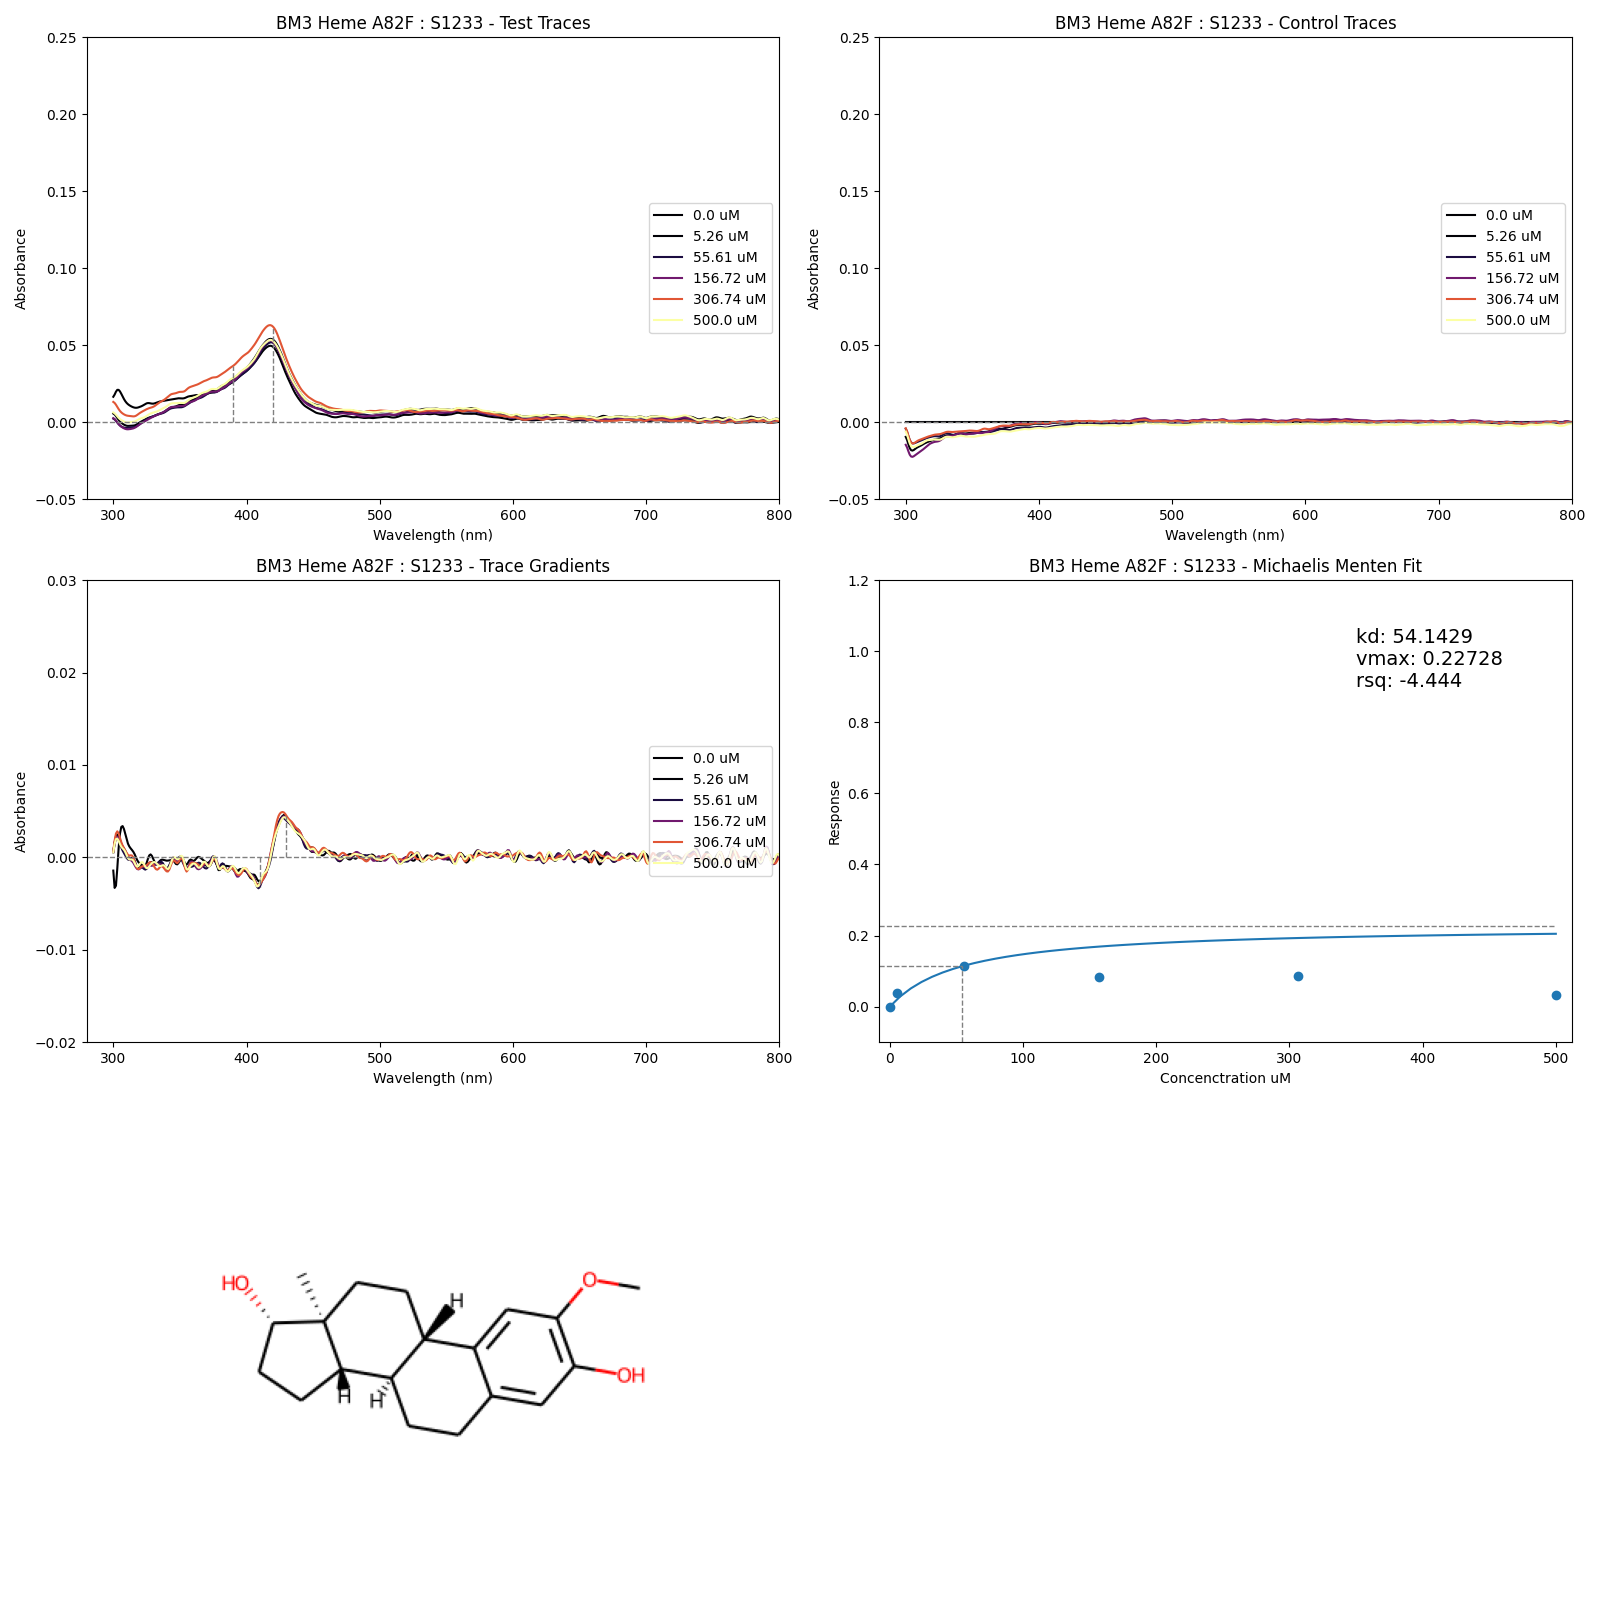 BM3 Heme A82F : S1233 - Test Traces
0.25
0.20
0.15
0.10
0.05
0.00
−0.05
Absorbance
300
400
500
600
700
800
Wavelength (nm)
0.0 uM
5.26 uM
55.61 uM
156.72 uM
306.74 uM
500.0 uM
BM3 Heme A82F : S1233 - Control Traces
0.25
0.20
0.15
0.10
0.05
0.00
−0.05
Absorbance
300
400
500
600
700
800
Wavelength (nm)
0.0 uM
5.26 uM
55.61 uM
156.72 uM
306.74 uM
500.0 uM
BM3 Heme A82F : S1233 - Trace Gradients
0.03
0.02
0.01
0.00
−0.01
−0.02
Absorbance
300
400
500
600
700
800
Wavelength (nm)
0.0 uM
5.26 uM
55.61 uM
156.72 uM
306.74 uM
500.0 uM
BM3 Heme A82F : S1233 - Michaelis Menten Fit
1.2
1.0
0.8
0.6
0.4
0.2
0.0
Response
0
100
200
300
400
500
Concenctration uM
kd: 54.1429
vmax: 0.22728
rsq: -4.444
HO
H
O
OH
H
H